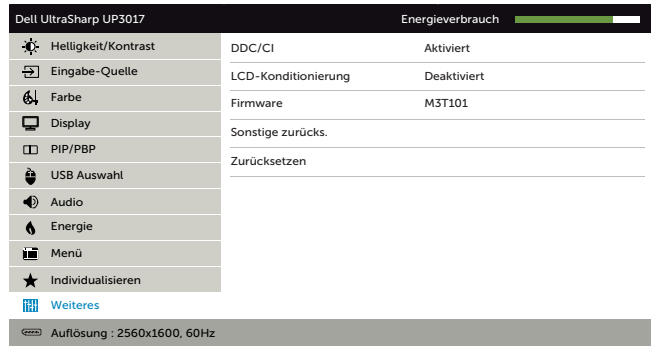 Dell UltraSharp UP3017 Energieverbrauch
Helligkeit/Kontrast
Eingabe-Quelle
Farbe
Display
PIP/PBP
USB Auswahl
Audio
Energie
Menü
Individualisieren
Weiteres
DDC/CI Aktiviert
LCD-Konditionierung Deaktiviert
Firmware M3T101
Sonstige zurücks.
Zurücksetzen
Auflösung : 2560x1600, 60Hz